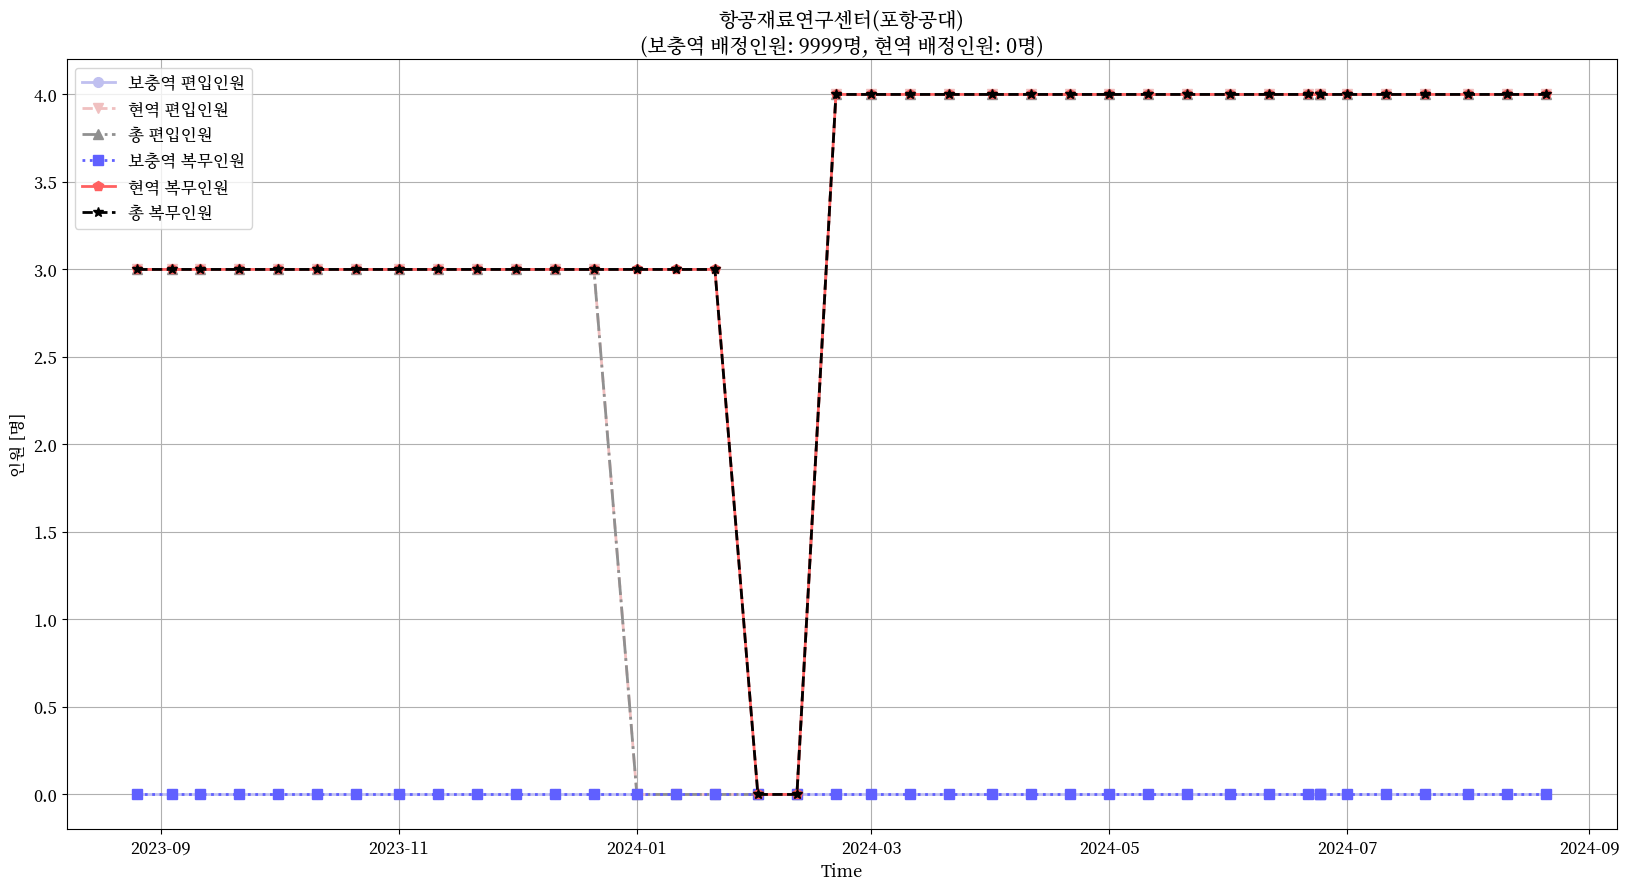 항공재료연구센터(포항공대)
(보충역 배정인원: 9999명, 현역 배정인원: 0명)
보충역 편입인원
현역 편입인원
총 편입인원
보충역 복무인원
현역 복무인원
총 복무인원
4.0
3.5
3.0
2.5
2.0
1.5
1.0
0.5
0.0
인원 [명]
2023-09
2023-11
2024-01
2024-03
2024-05
2024-07
2024-09
Time